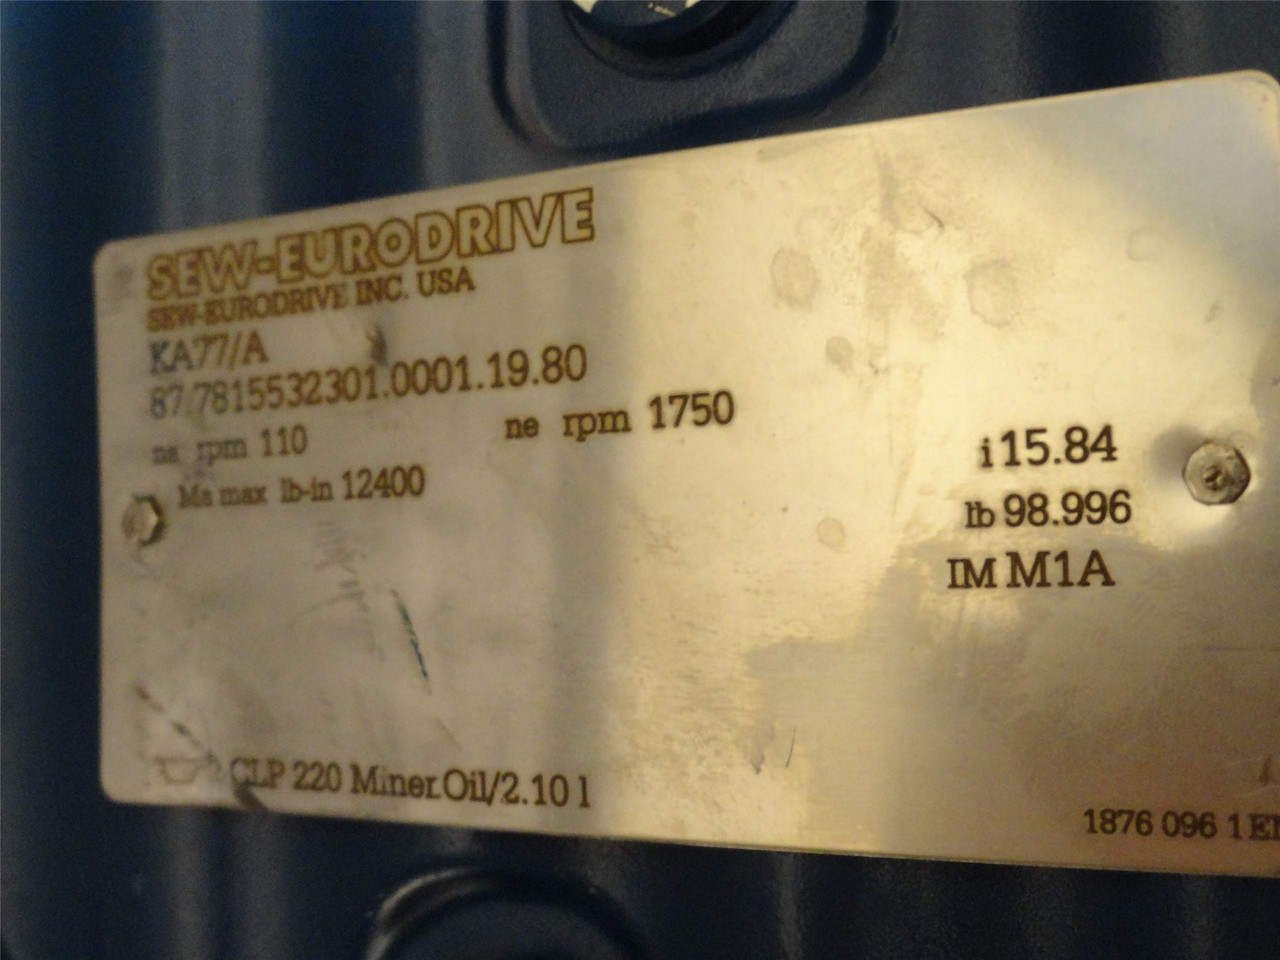 SEW-EURODRIVE
SEW-EURODRIVE INC. USA
KA77/A
87.7815532301.0001.19.80
na rpm 110 ne rpm 1750
i 15.84
Ma max lb-in 12400
lb 98.996
IM M1A
CLP 220 Miner.Oil/2.10 l
1876 096 1